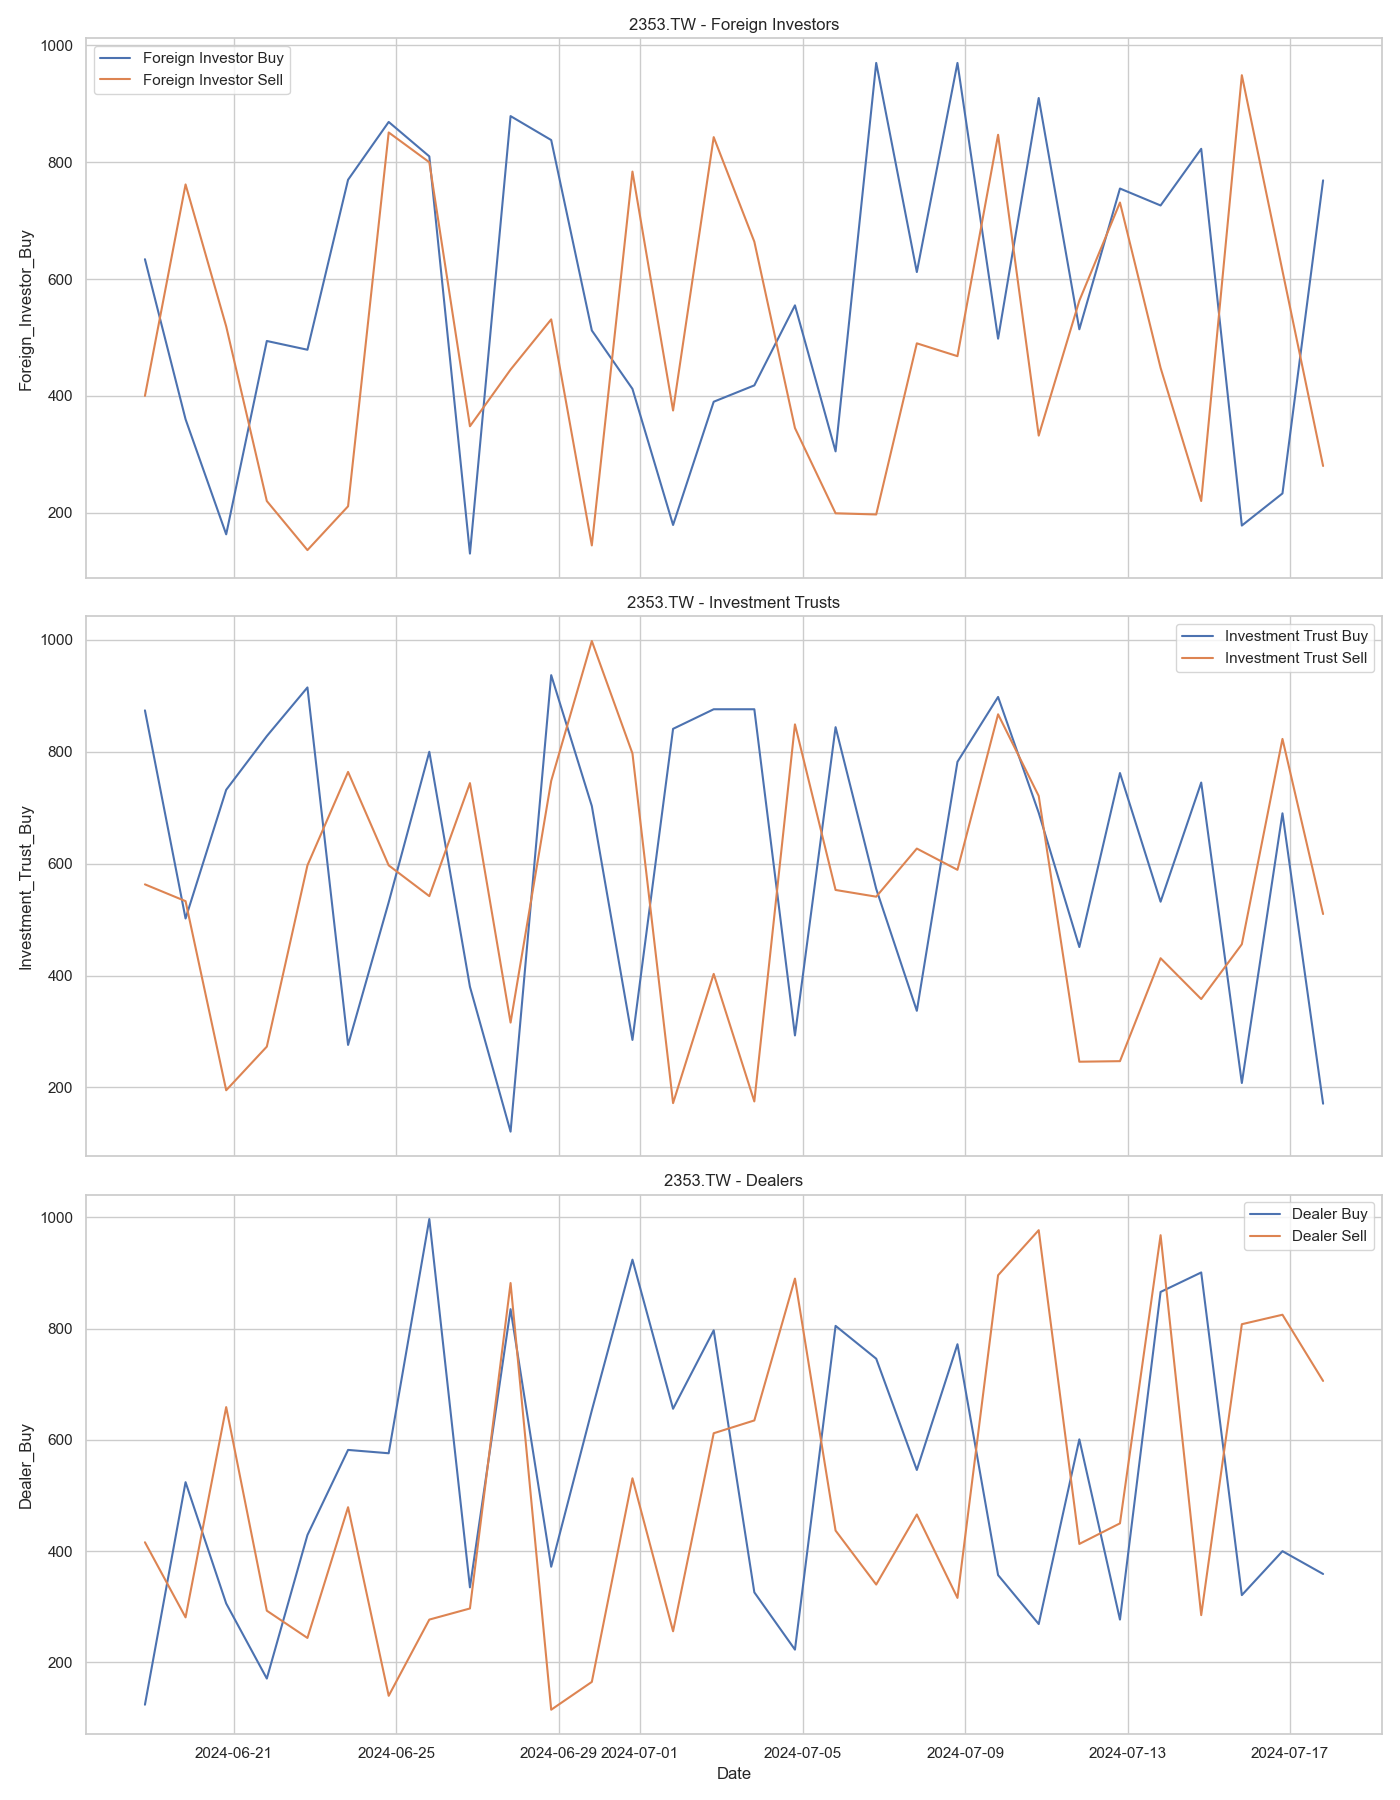 2353.TW - Foreign Investors
Foreign Investor Buy
Foreign Investor Sell
1000
800
600
400
200
Foreign_Investor_Buy
2353.TW - Investment Trusts
Investment Trust Buy
Investment Trust Sell
1000
800
600
400
200
Investment_Trust_Buy
2353.TW - Dealers
Dealer Buy
Dealer Sell
1000
800
600
400
200
Dealer_Buy
2024-06-21 2024-06-25 2024-06-29 2024-07-01 2024-07-05 2024-07-09 2024-07-13 2024-07-17
Date